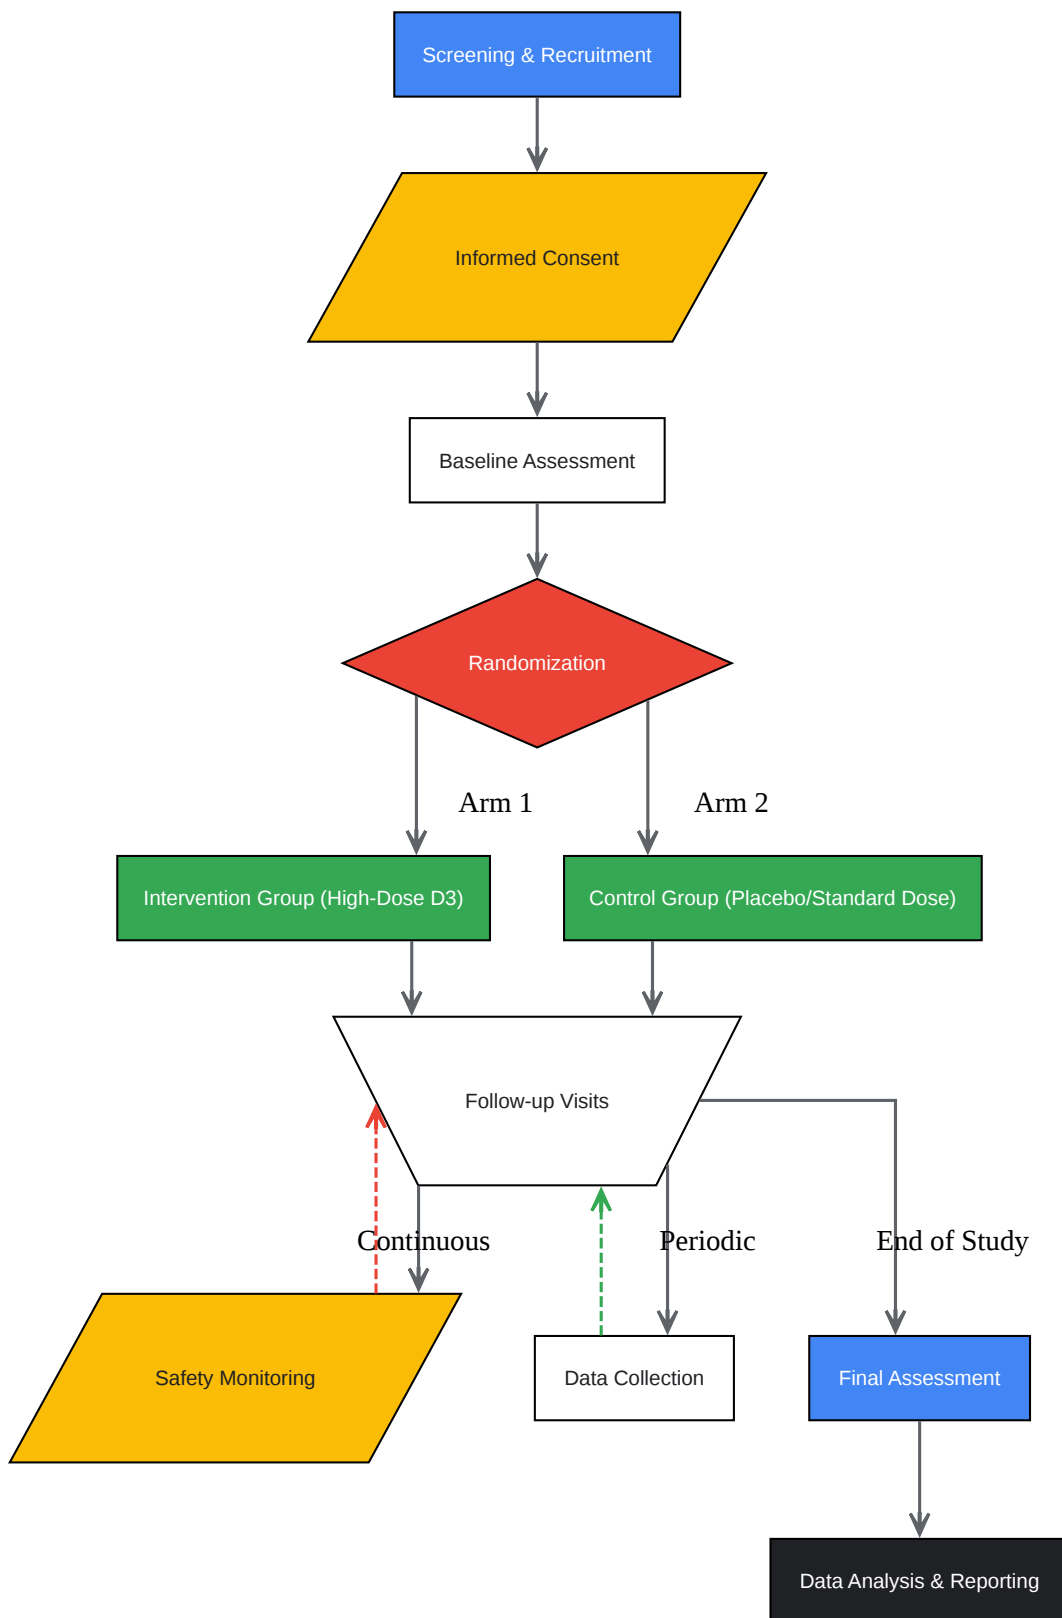 Screening & Recruitment
Informed Consent
Baseline Assessment
Randomization
Arm 1
Arm 2
Intervention Group (High-Dose D3)
Control Group (Placebo/Standard Dose)
Follow-up Visits
Continuous
Periodic
End of Study
Safety Monitoring
Data Collection
Final Assessment
Data Analysis & Reporting